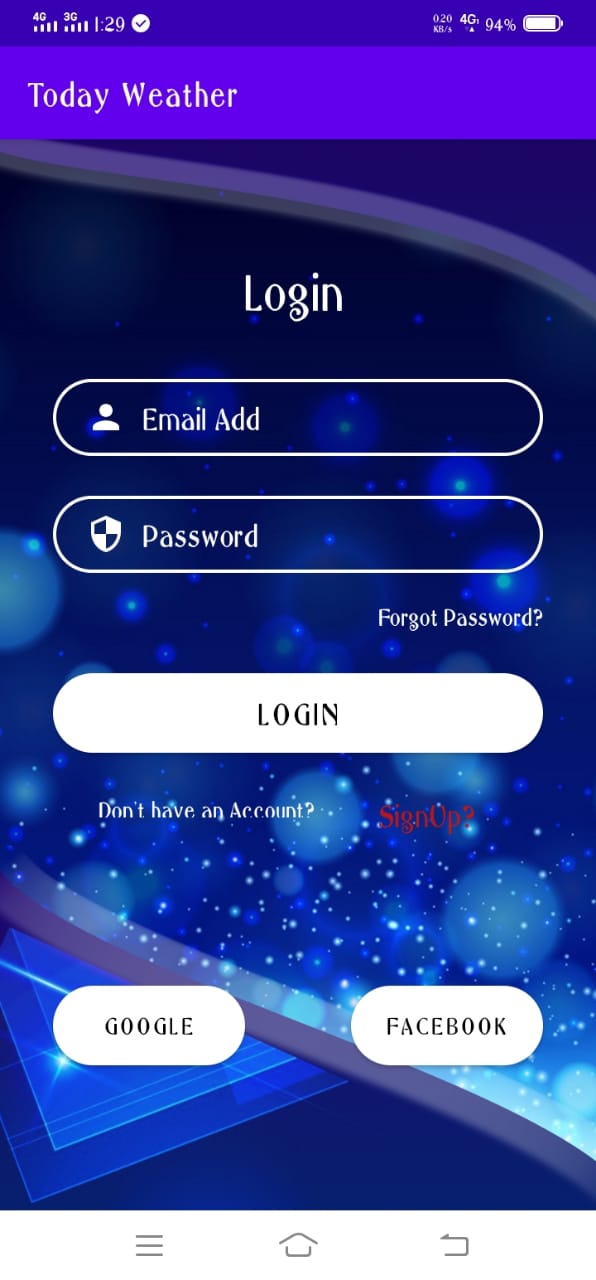 4G 3G 1:29 0.20 KB/s 4G 94%
Today Weather
Login
Email Add
Password
Forgot Password?
LOGIN
Don't have an Account? SignUp?
GOOGLE FACEBOOK